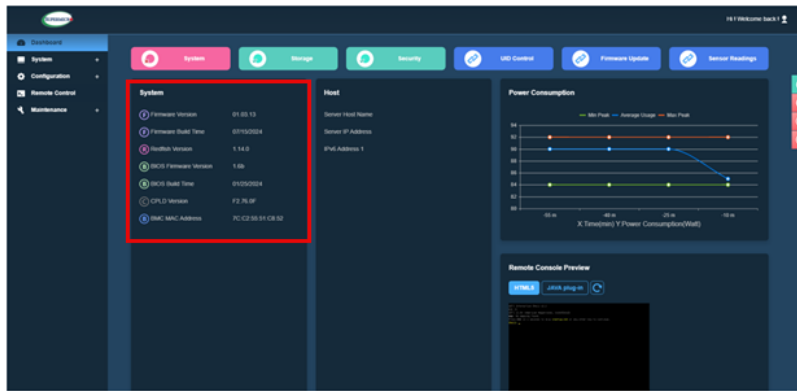 SUPERMICRO
Hi ! Welcome back !
Dashboard
System +
Configuration +
Remote Control
Maintenance +
System
Storage
Security
UID Control
Firmware Update
Sensor Readings
System
F Firmware Version 01.03.13
F Firmware Build Time 07/15/2024
R Redfish Version 1.14.0
B BIOS Firmware Version 1.6b
B BIOS Build Time 01/25/2024
C CPLD Version F2.76.0F
B BMC MAC Address 7C:C2:55:51:CB:52
Host
Server Host Name
Server IP Address
IPv6 Address 1
Power Consumption
Min Peak Average Usage Max Peak
94
92
90
88
86
84
82
80
-55 m -40 m -25 m -10 m
X:Time(min) Y:Power Consumption(Watt)
Remote Console Preview
HTML5 JAVA plug-in